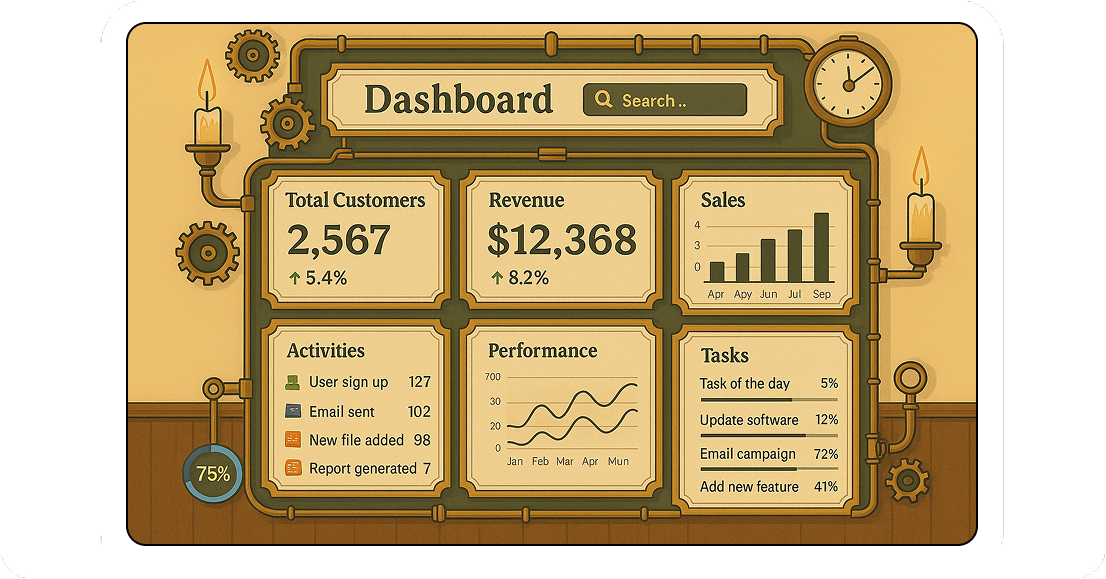 Dashboard
Search..
Total Customers
2,567
↑ 5.4%
Revenue
$12,368
↑ 8.2%
Sales
4
3
0
Apr Apy Jun Jul Sep
Activities
User sign up 127
Email sent 102
New file added 98
Report generated 7
Performance
700
30
20
0
Jan Feb Mar Apr Mun
Tasks
Task of the day 5%
Update software 12%
Email campaign 72%
Add new feature 41%
75%